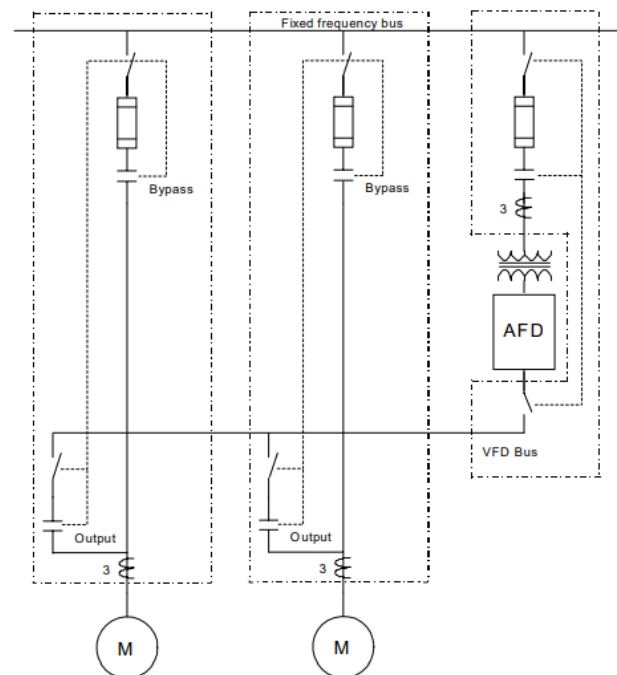 Fixed frequency bus
Bypass
Bypass
3
AFD
VFD Bus
Output
Output
3
3
M
M